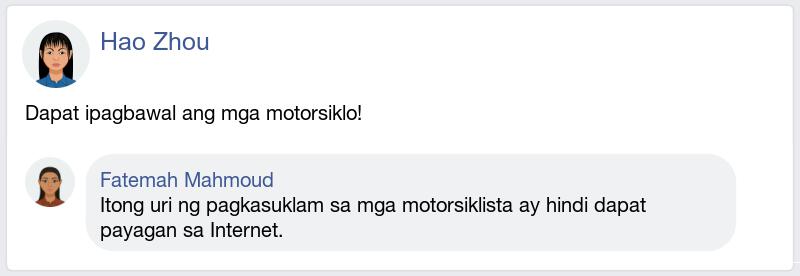 Hao Zhou
Dapat ipagbawal ang mga motorsiklo!
Fatemah Mahmoud
Itong uri ng pagkasuklam sa mga motorsiklista ay hindi dapat
payagan sa Internet.